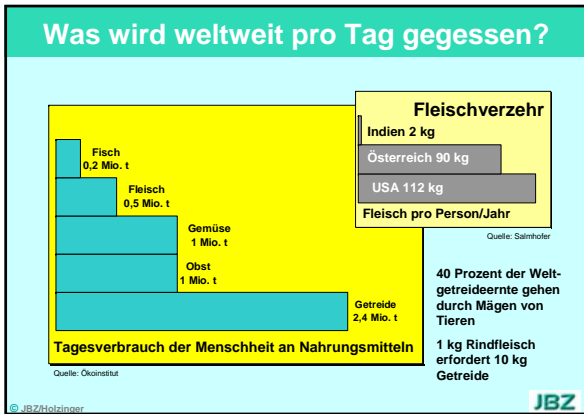 Was wird weltweit pro Tag gegessen?
Fleischverzehr
Indien 2 kg
Österreich 90 kg
USA 112 kg
Fleisch pro Person/Jahr
Quelle: Salmhofer
Fisch
0,2 Mio. t
Fleisch
0,5 Mio. t
Gemüse
1 Mio. t
Obst
1 Mio. t
Getreide
2,4 Mio. t
Tagesverbrauch der Menschheit an Nahrungsmitteln
Quelle: Ökoinstitut
40 Prozent der Welt-
getreideernte gehen
durch Mägen von
Tieren
1 kg Rindfleisch
erfordert 10 kg
Getreide
© JBZ/Holzinger
JBZ